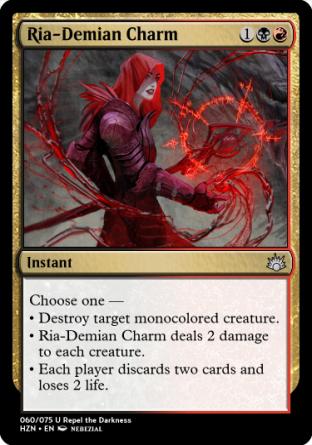 Ria-Demian Charm 1
Instant
Choose one —
• Destroy target monocolored creature.
• Ria-Demian Charm deals 2 damage
to each creature.
• Each player discards two cards and
loses 2 life.
060/075 U Repel the Darkness
HZN • EN NEBEZIAL